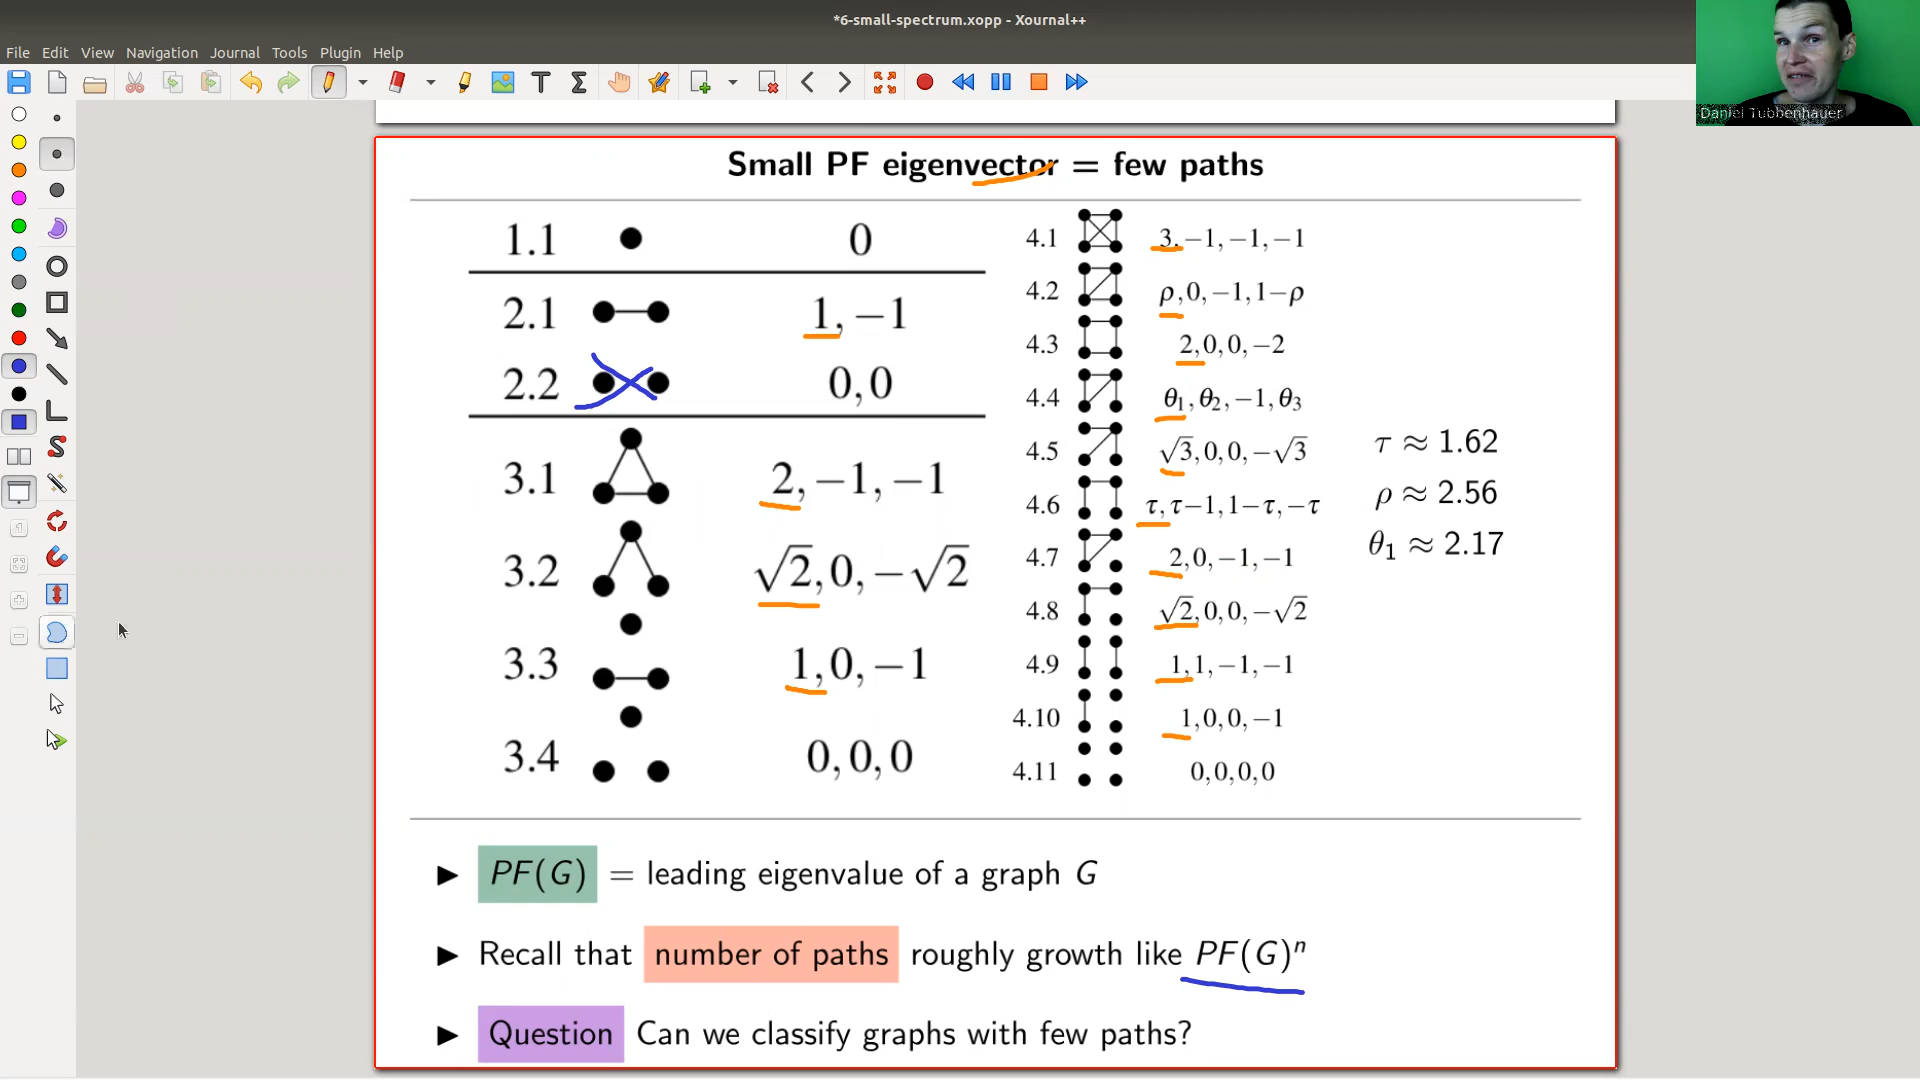 *6-small-spectrum.xopp - Xournal++
File Edit View Navigation Journal Tools Plugin Help
Daniel Tubbenhauer
Small PF eigenvector = few paths
1.1 0
2.1 1, −1
2.2 0, 0
3.1 2, −1, −1
3.2 √2, 0, −√2
3.3 1, 0, −1
3.4 0, 0, 0
4.1 3, −1, −1, −1
4.2 ρ, 0, −1, 1−ρ
4.3 2, 0, 0, −2
4.4 θ₁, θ₂, −1, θ₃
4.5 √3, 0, 0, −√3
4.6 τ, τ−1, 1−τ, −τ
4.7 2, 0, −1, −1
4.8 √2, 0, 0, −√2
4.9 1, 1, −1, −1
4.10 1, 0, 0, −1
4.11 0, 0, 0, 0
τ ≈ 1.62
ρ ≈ 2.56
θ₁ ≈ 2.17
▶ PF(G) = leading eigenvalue of a graph G
▶ Recall that number of paths roughly growth like PF(G)ⁿ
▶ Question Can we classify graphs with few paths?